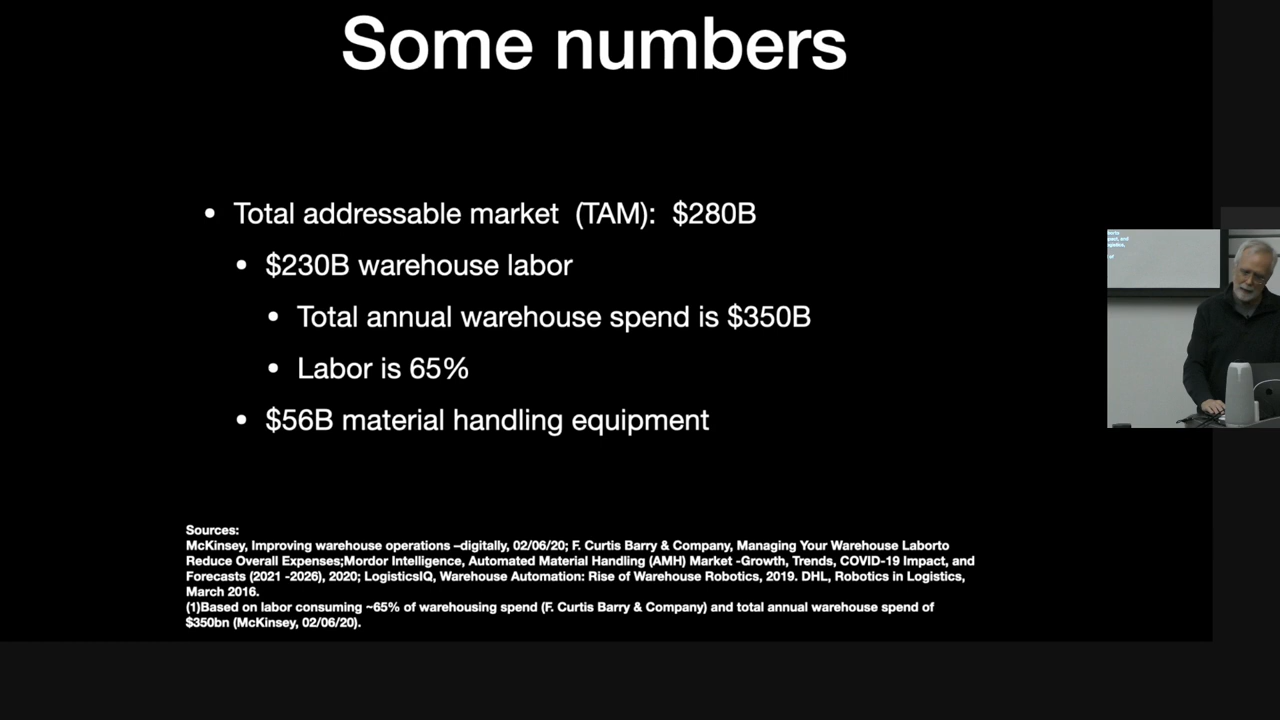 Some numbers
• Total addressable market (TAM): $280B
• $230B warehouse labor
• Total annual warehouse spend is $350B
• Labor is 65%
• $56B material handling equipment
Sources:
McKinsey, Improving warehouse operations –digitally, 02/06/20; F. Curtis Barry & Company, Managing Your Warehouse Laborto
Reduce Overall Expenses;Mordor Intelligence, Automated Material Handling (AMH) Market -Growth, Trends, COVID-19 Impact, and
Forecasts (2021 -2026), 2020; LogisticsIQ, Warehouse Automation: Rise of Warehouse Robotics, 2019. DHL, Robotics in Logistics,
March 2016.
(1)Based on labor consuming ~65% of warehousing spend (F. Curtis Barry & Company) and total annual warehouse spend of
$350bn (McKinsey, 02/06/20).